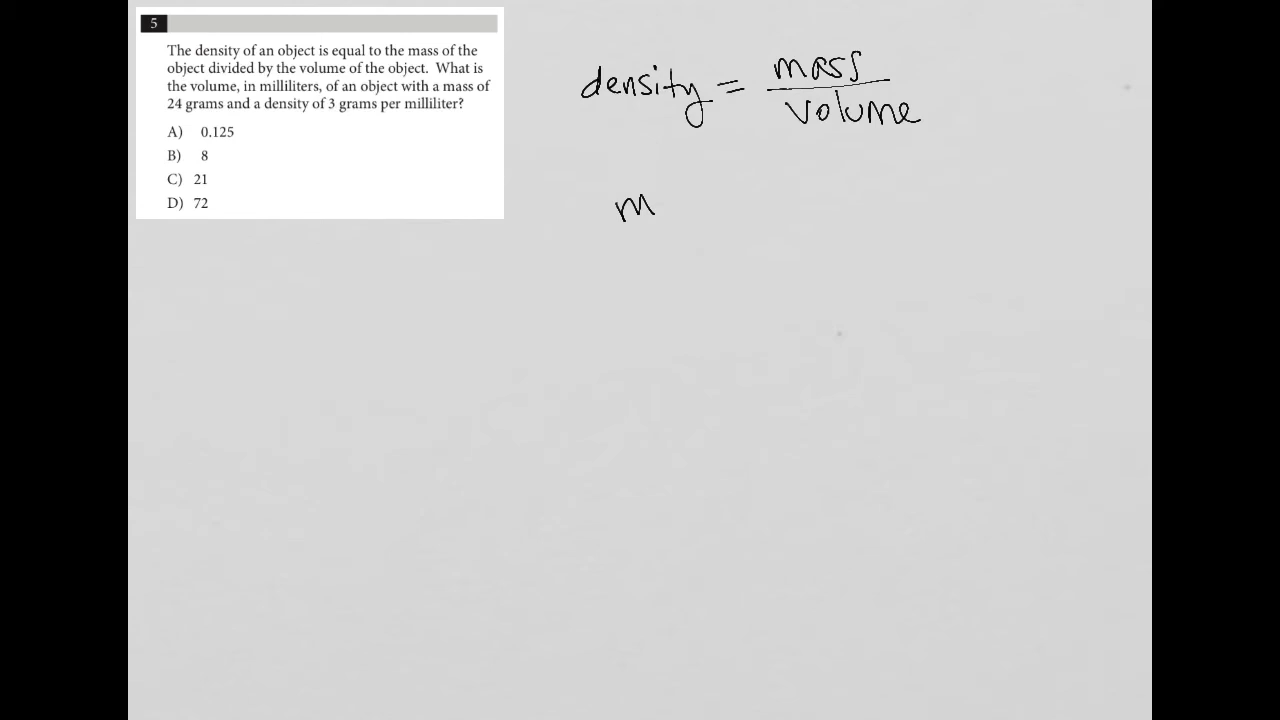 5
The density of an object is equal to the mass of the
object divided by the volume of the object. What is
the volume, in milliliters, of an object with a mass of
24 grams and a density of 3 grams per milliliter?
A) 0.125
B) 8
C) 21
D) 72
density = mass
volume
m